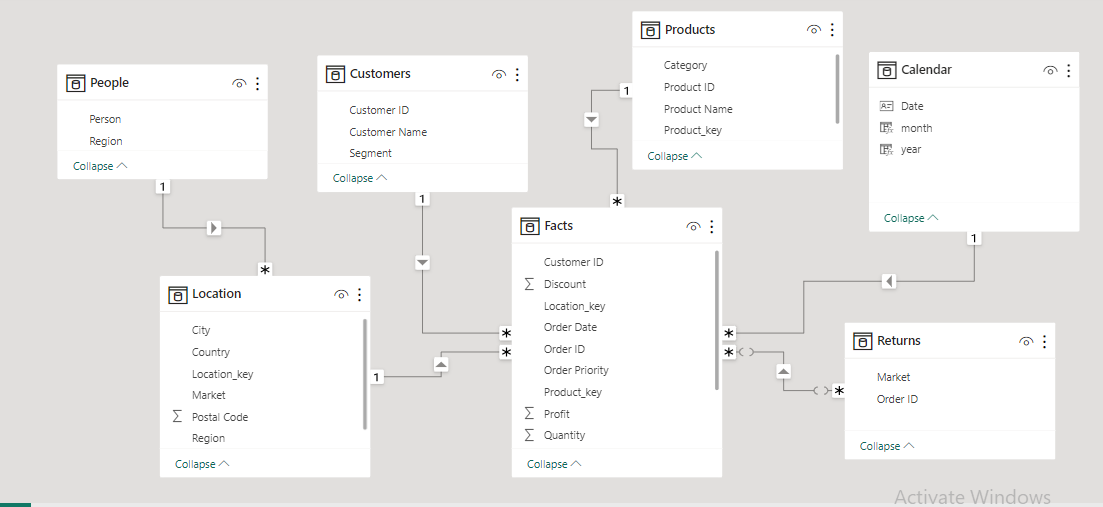 People
Person
Region
Collapse
1
*
Customers
Customer ID
Customer Name
Segment
Collapse
1
*
Products
Category
Product ID
Product Name
Product_key
Collapse
1
*
Calendar
Date
month
year
Collapse
1
*
Location
City
Country
Location_key
Market
Σ Postal Code
Region
Collapse
1
*
Facts
Customer ID
Σ Discount
Location_key
Order Date
Order ID
Order Priority
Product_key
Σ Profit
Σ Quantity
Collapse
*
*
Returns
Market
Order ID
Collapse
Activate Windows